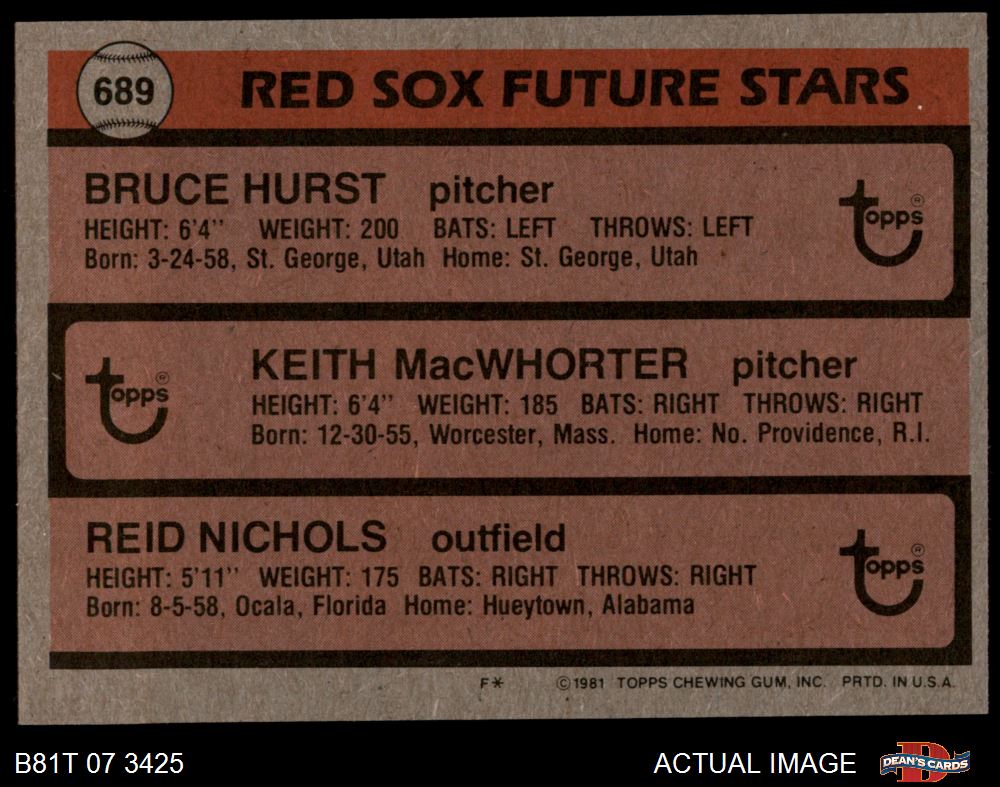 689
RED SOX FUTURE STARS
BRUCE HURST pitcher
HEIGHT: 6'4" WEIGHT: 200 BATS: LEFT THROWS: LEFT
Born: 3-24-58, St. George, Utah Home: St. George, Utah
topps ®
KEITH MacWHORTER pitcher
HEIGHT: 6'4" WEIGHT: 185 BATS: RIGHT THROWS: RIGHT
Born: 12-30-55, Worcester, Mass. Home: No. Providence, R.I.
topps ®
REID NICHOLS outfield
HEIGHT: 5'11" WEIGHT: 175 BATS: RIGHT THROWS: RIGHT
Born: 8-5-58, Ocala, Florida Home: Hueytown, Alabama
topps ®
F* ©1981 TOPPS CHEWING GUM, INC. PRTD. IN U.S.A.
B81T 07 3425
ACTUAL IMAGE
D
DEAN'S CARDS